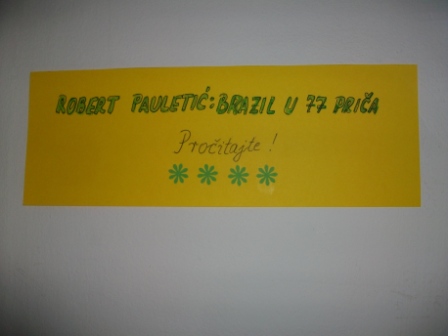 ROBERT PAULETIĆ: BRAZIL U 77 PRIČA
Pročitajte!